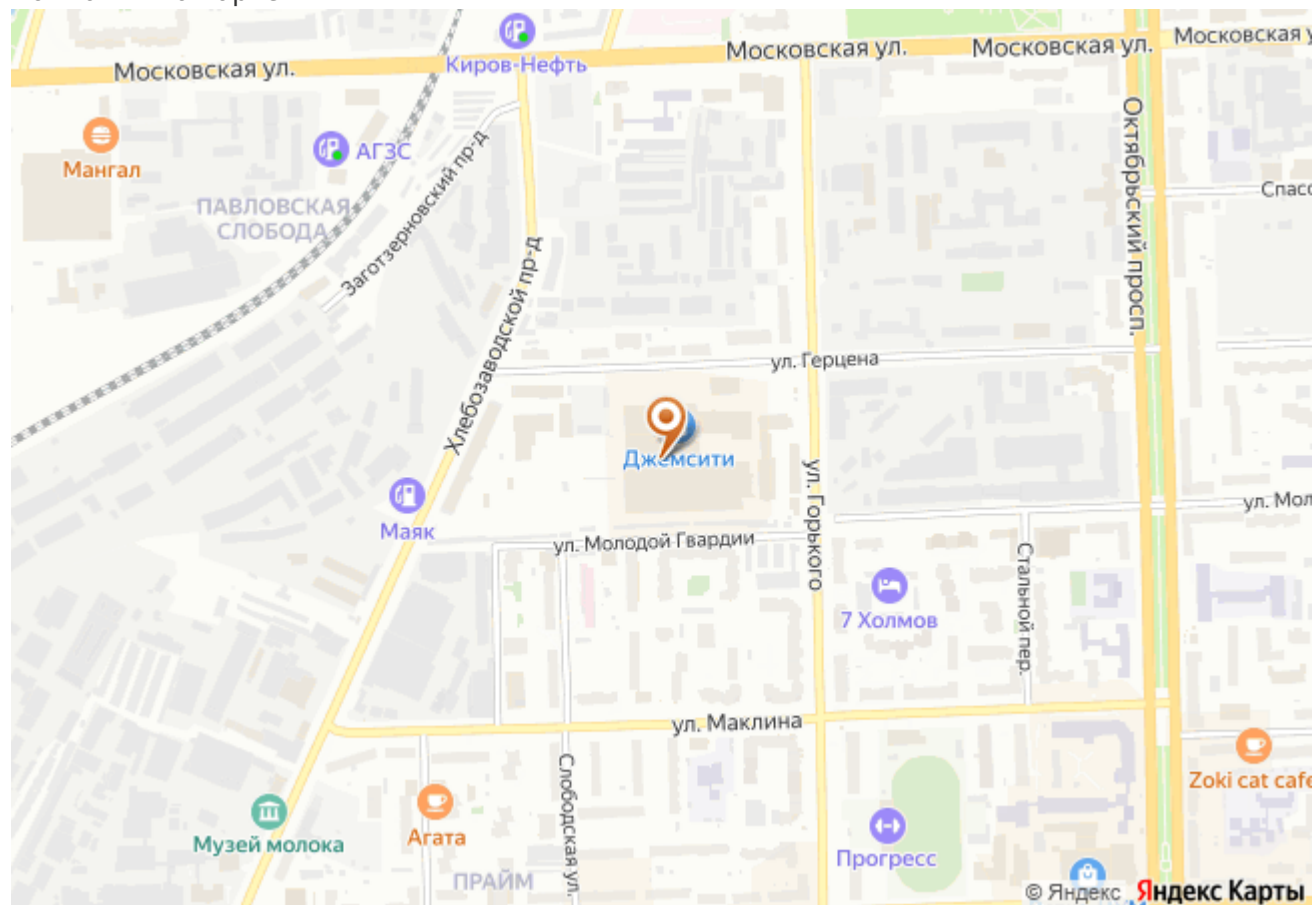 Московская ул.
Киров-Нефть
Московская ул.
Московская ул.
Московская у
Мангал
АГЗС
ПАВЛОВСКАЯ
СЛОБОДА
Заготзерновский пр-д
Октябрьский просп.
Спасс
Хлебозаводской пр-д
ул. Герцена
Джемсити
Маяк
ул. Горького
ул. Мол
ул. Молодой Гвардии
7 Холмов
Стальной пер.
ул. Маклина
Слободская ул.
Zoki cat cafe
Музей молока
Агата
Прогресс
ПРАЙМ
© Яндекс Яндекс Карты